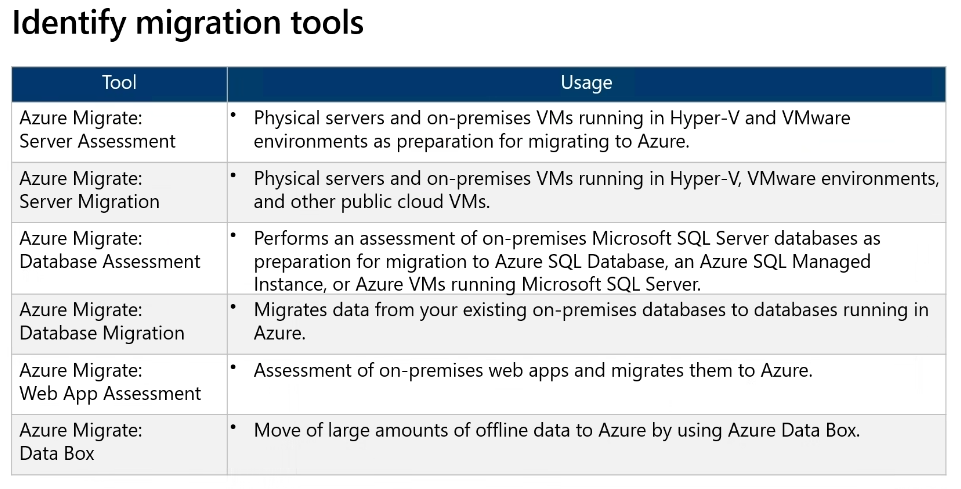 Identify migration tools
Tool
Usage
Azure Migrate:
Server Assessment
• Physical servers and on-premises VMs running in Hyper-V and VMware
environments as preparation for migrating to Azure.
Azure Migrate:
Server Migration
• Physical servers and on-premises VMs running in Hyper-V, VMware environments,
and other public cloud VMs.
Azure Migrate:
Database Assessment
• Performs an assessment of on-premises Microsoft SQL Server databases as
preparation for migration to Azure SQL Database, an Azure SQL Managed
Instance, or Azure VMs running Microsoft SQL Server.
Azure Migrate:
Database Migration
• Migrates data from your existing on-premises databases to databases running in
Azure.
Azure Migrate:
Web App Assessment
• Assessment of on-premises web apps and migrates them to Azure.
Azure Migrate:
Data Box
• Move of large amounts of offline data to Azure by using Azure Data Box.